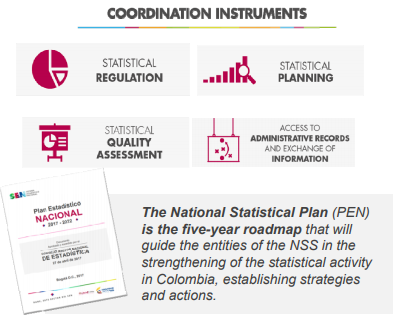 COORDINATION INSTRUMENTS
STATISTICAL
REGULATION
STATISTICAL
PLANNING
STATISTICAL
QUALITY
ASSESSMENT
ACCESS TO
ADMINISTRATIVE RECORDS
AND EXCHANGE OF
INFORMATION
SEN
Plan Estadístico
NACIONAL
2017 - 2022
DE ESTADÍSTICA
Bogotá D.C., 2017
The National Statistical Plan (PEN)
is the five-year roadmap that will
guide the entities of the NSS in the
strengthening of the statistical activity
in Colombia, establishing strategies
and actions.